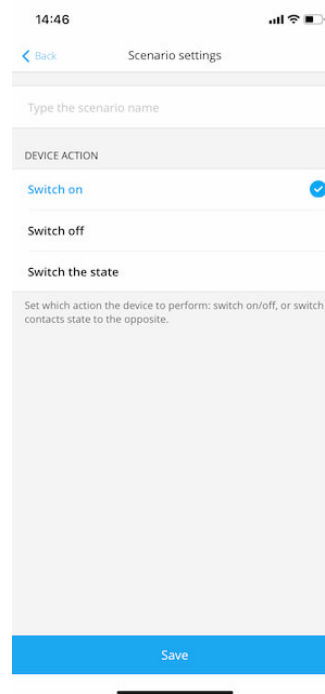 14:46
Back
Scenario settings
Type the scenario name
DEVICE ACTION
Switch on
Switch off
Switch the state
Set which action the device to perform: switch on/off, or switch
contacts state to the opposite.
Save